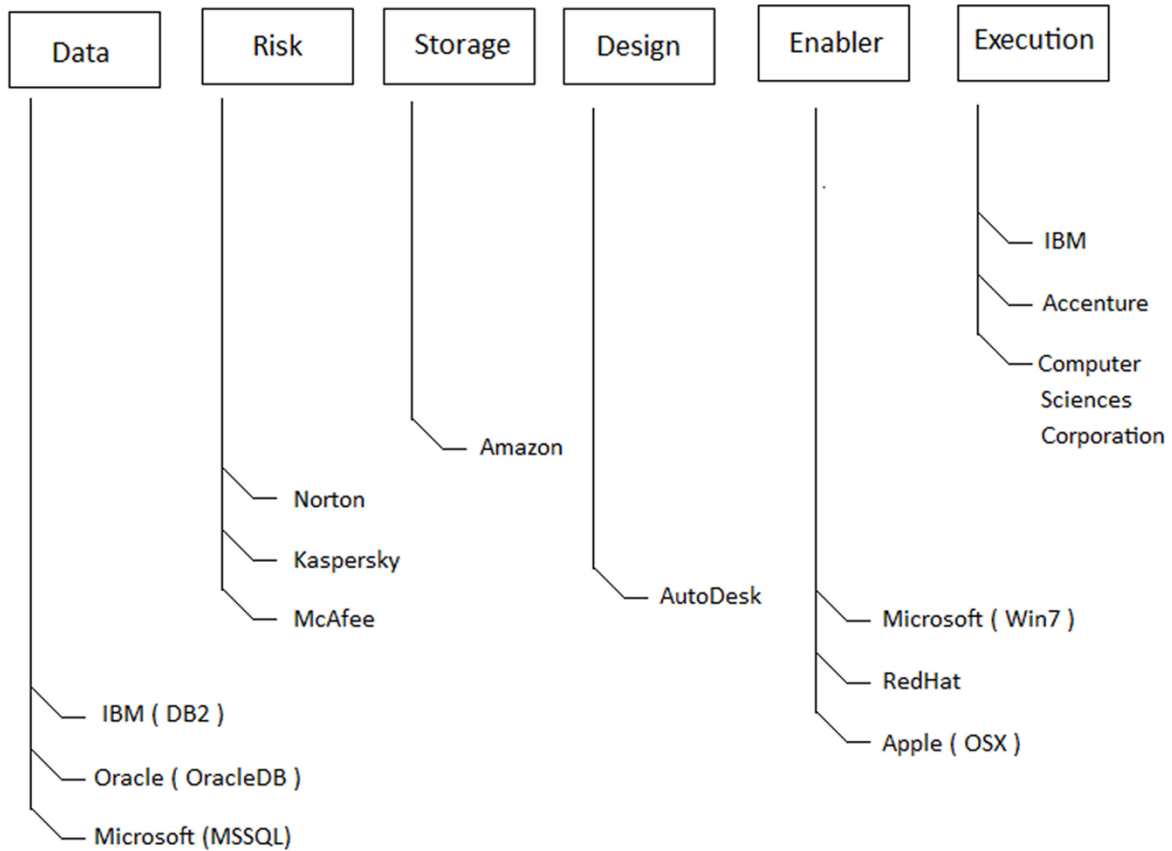 Data
Risk
Storage
Design
Enabler
Execution
IBM
Accenture
Computer
Sciences
Corporation
Amazon
Norton
Kaspersky
McAfee
AutoDesk
Microsoft ( Win7 )
RedHat
Apple ( OSX )
IBM ( DB2 )
Oracle ( OracleDB )
Microsoft (MSSQL)